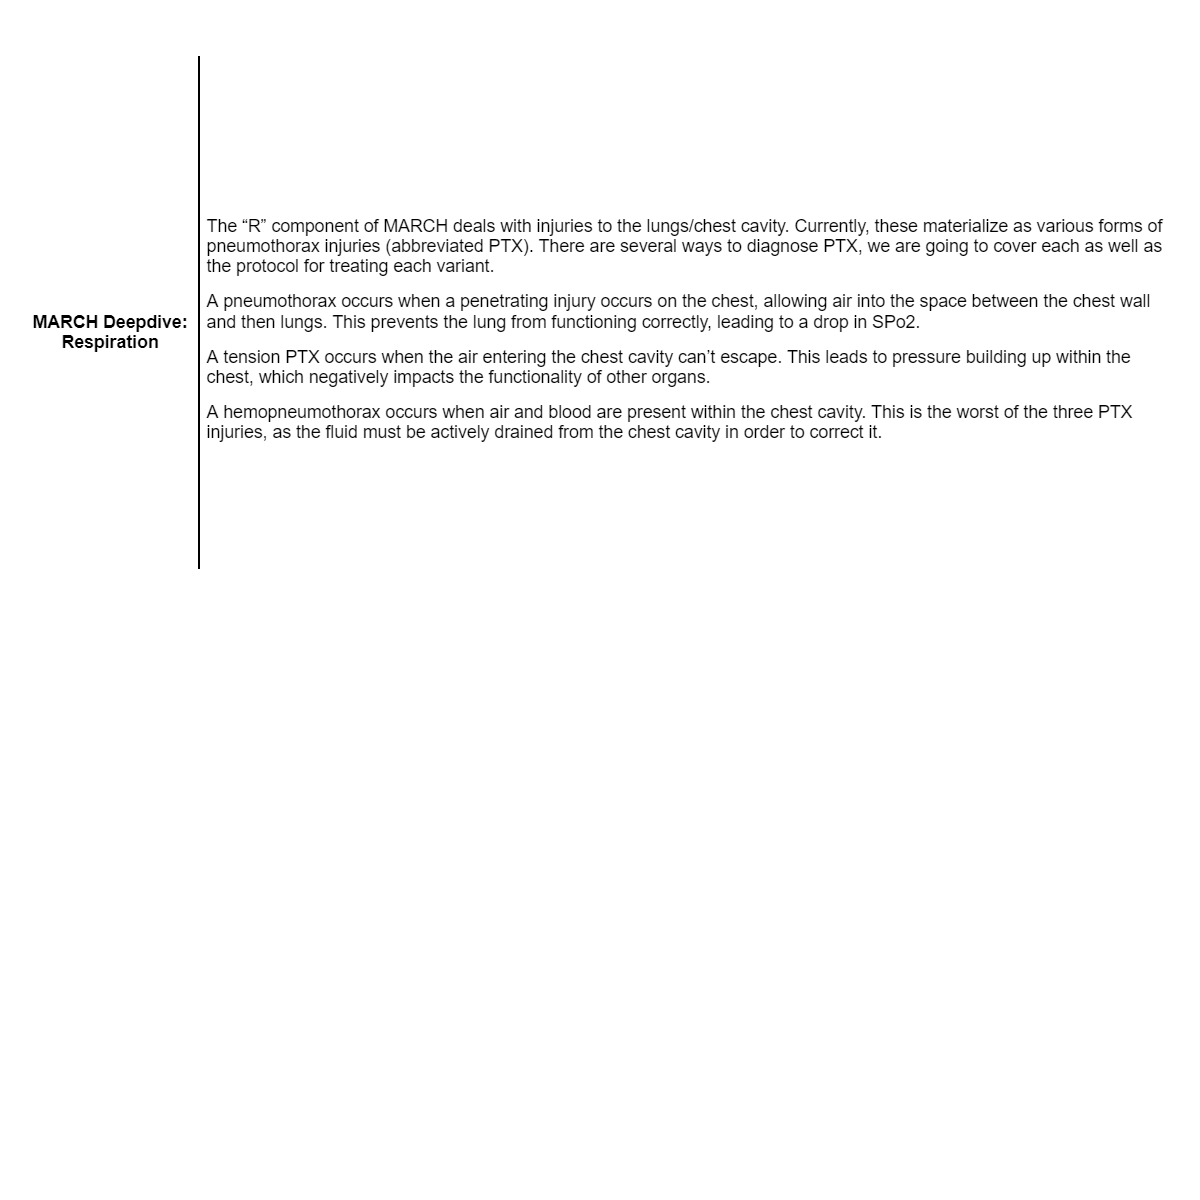 MARCH Deepdive:
Respiration
The “R” component of MARCH deals with injuries to the lungs/chest cavity. Currently, these materialize as various forms of
pneumothorax injuries (abbreviated PTX). There are several ways to diagnose PTX, we are going to cover each as well as
the protocol for treating each variant.
A pneumothorax occurs when a penetrating injury occurs on the chest, allowing air into the space between the chest wall
and then lungs. This prevents the lung from functioning correctly, leading to a drop in SPo2.
A tension PTX occurs when the air entering the chest cavity can’t escape. This leads to pressure building up within the
chest, which negatively impacts the functionality of other organs.
A hemopneumothorax occurs when air and blood are present within the chest cavity. This is the worst of the three PTX
injuries, as the fluid must be actively drained from the chest cavity in order to correct it.